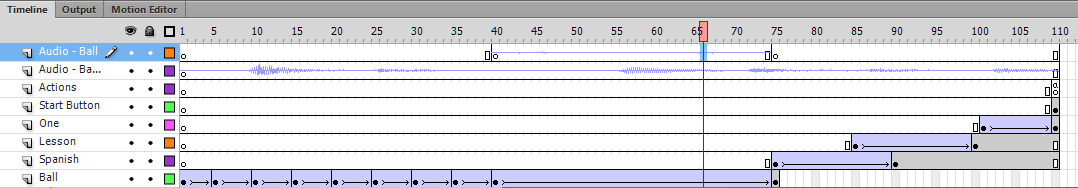 Timeline Output Motion Editor
1 5 10 15 20 25 30 35 40 45 50 55 60 65 70 75 80 85 90 95 100 105 110
Audio - Ball
Audio - Ba...
Actions
Start Button
One
Lesson
Spanish
Ball